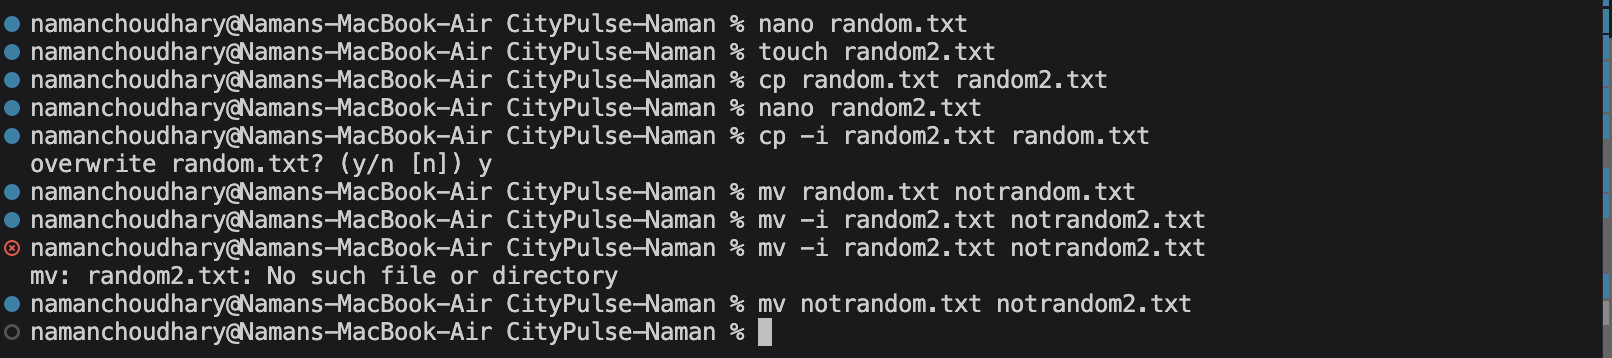 namanchoudhary@Namans-MacBook-Air CityPulse-Naman % nano random.txt
namanchoudhary@Namans-MacBook-Air CityPulse-Naman % touch random2.txt
namanchoudhary@Namans-MacBook-Air CityPulse-Naman % cp random.txt random2.txt
namanchoudhary@Namans-MacBook-Air CityPulse-Naman % nano random2.txt
namanchoudhary@Namans-MacBook-Air CityPulse-Naman % cp -i random2.txt random.txt
overwrite random.txt? (y/n [n]) y
namanchoudhary@Namans-MacBook-Air CityPulse-Naman % mv random.txt notrandom.txt
namanchoudhary@Namans-MacBook-Air CityPulse-Naman % mv -i random2.txt notrandom2.txt
namanchoudhary@Namans-MacBook-Air CityPulse-Naman % mv -i random2.txt notrandom2.txt
mv: random2.txt: No such file or directory
namanchoudhary@Namans-MacBook-Air CityPulse-Naman % mv notrandom.txt notrandom2.txt
namanchoudhary@Namans-MacBook-Air CityPulse-Naman %